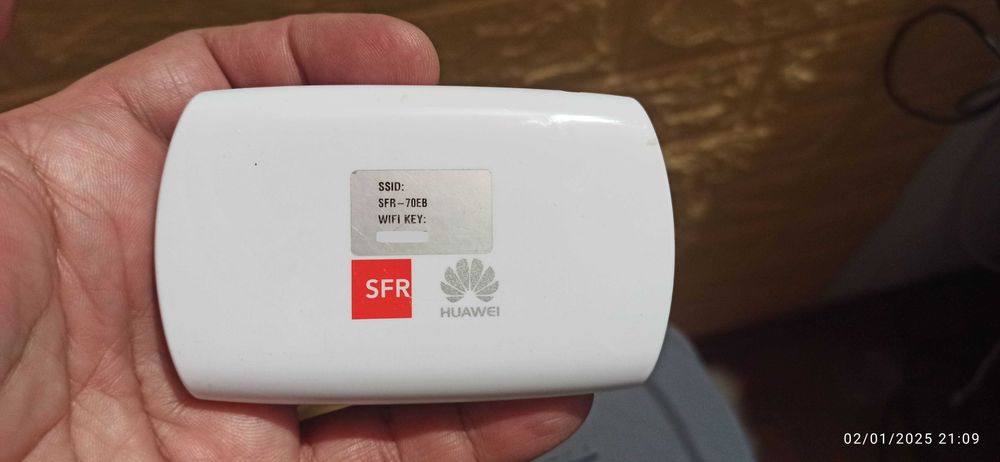 SSID:
SFR-70EB
WIFI KEY:
SFR
HUAWEI
02/01/2025 21:09